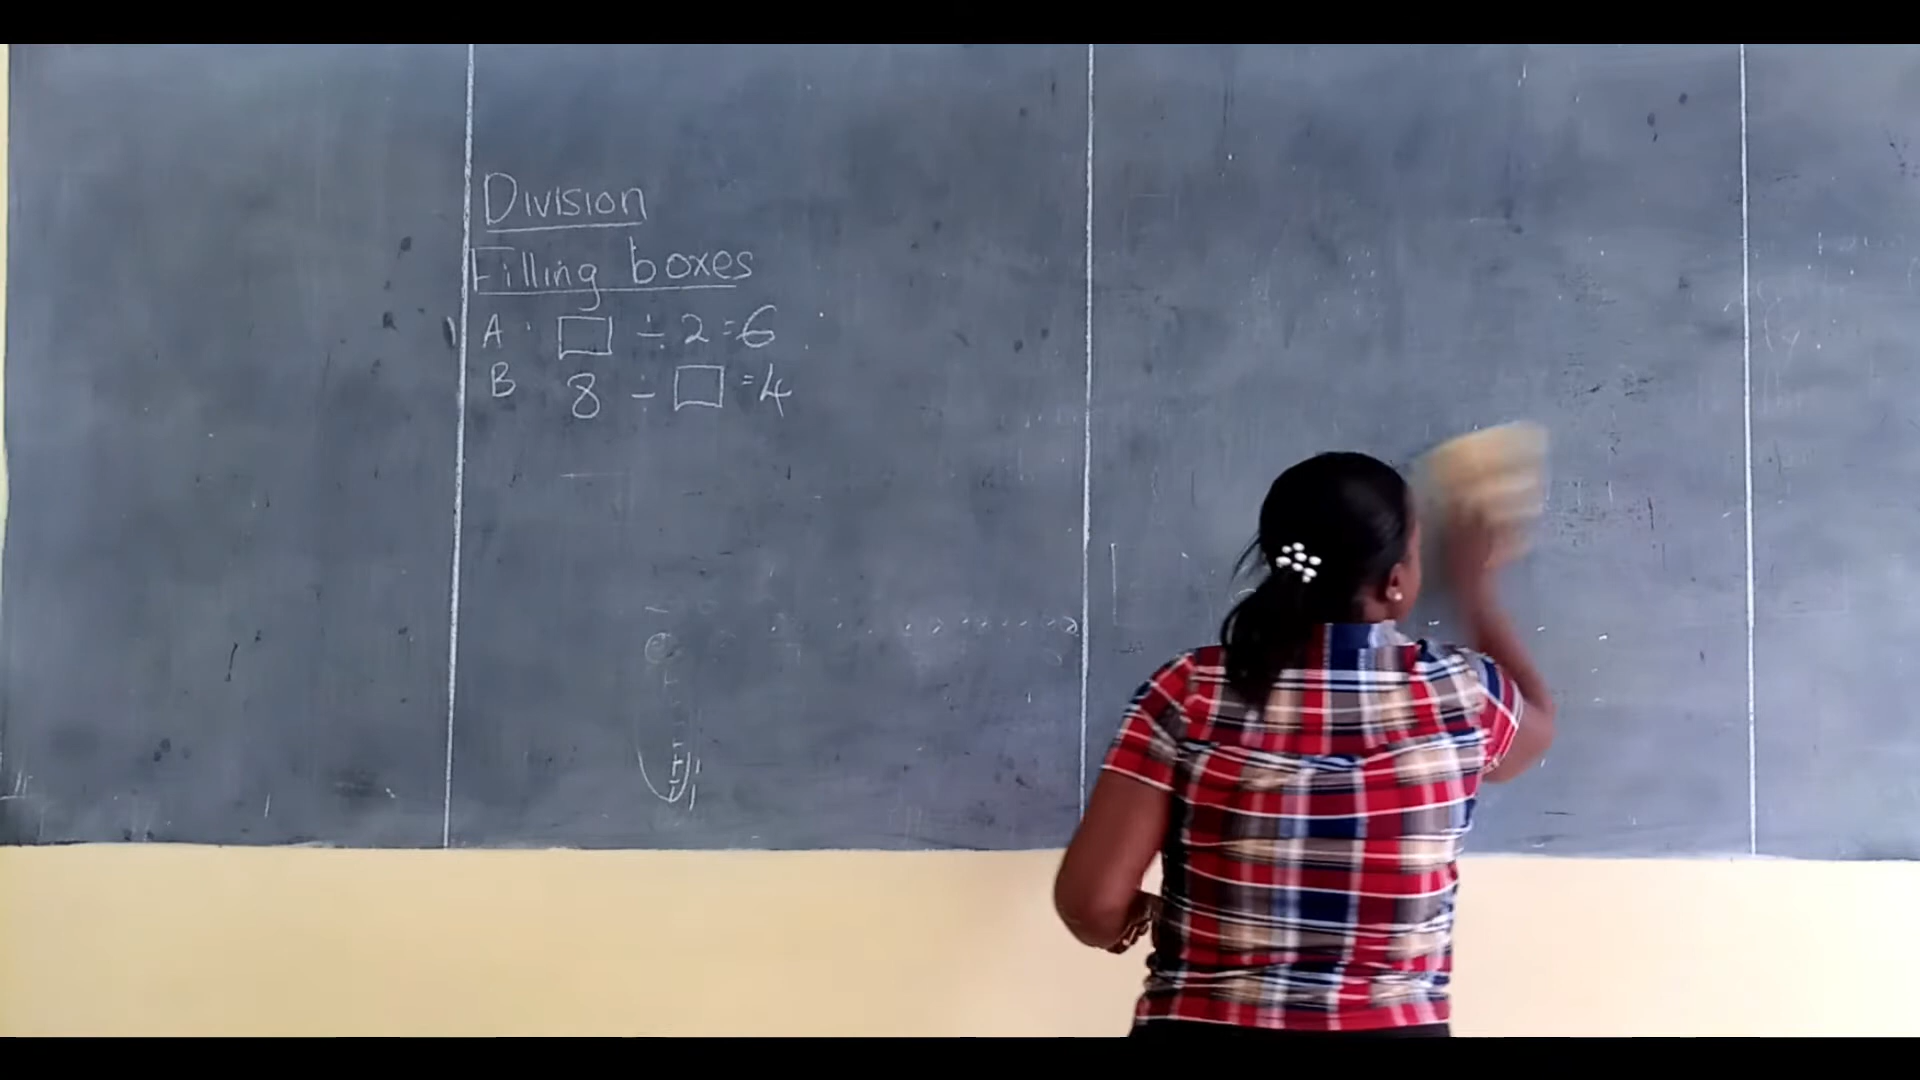 Division
Filling boxes
A . □ ÷ 2 = 6
B 8 ÷ □ = 4